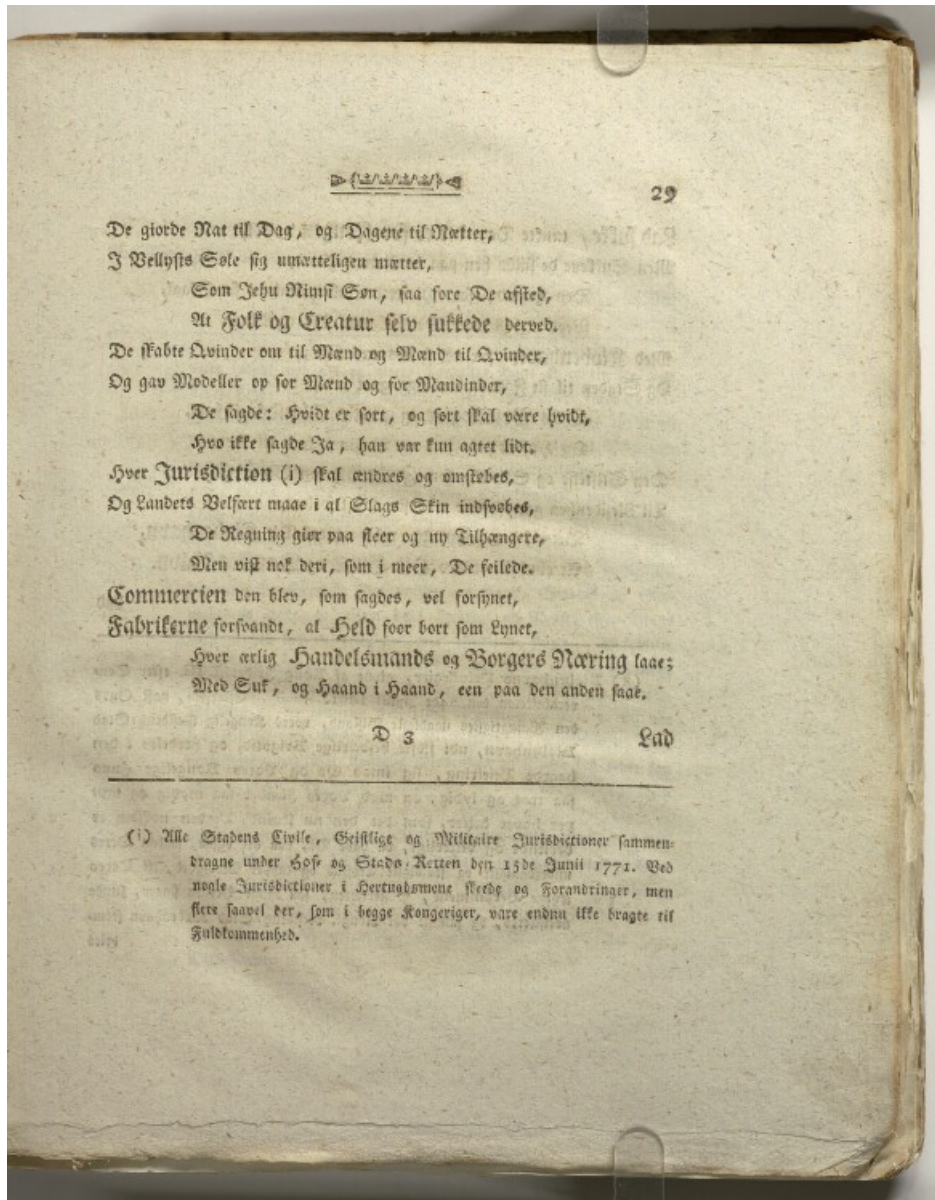 29
De giorde Nat til Dag, og Dagene til Nætter,
I Vellysts Søle sig umætteligen mætter,
Som Jehu Nimsi Søn, saa fore De afsted,
At Folk og Creatur selv sukkede derved.
De skabte Qvinder om til Mænd og Mænd til Qvinder,
Og gav Modeller op for Mænd og for Mandinder,
De sagde: Hvidt er sort, og sort skal være hvidt,
Hvo ikke sagde Ja, han var kun agtet lidt.
Hver Jurisdiction (i) skal ændres og omstøbes,
Og Landets Velfært maae i al Slags Skin indsvøbes,
De Regning giør paa fleer og ny Tilhængere,
Men vist nok deri, som i meer, De feilede.
Commercien den blev, som sagdes, vel forsynet,
Fabrikerne forsvandt, al Held foer bort som Lynet,
Hver ærlig Handelsmands og Borgers Næring laae;
Med Suk, og Haand i Haand, een paa den anden saae.
D 3 Lad
(i) Alle Stadens Civile, Geistlige og Militaire Jurisdictioner sammen-
dragne under Hof- og Stads-Retten den 15de Junii 1771. Ved
nogle Jurisdictioner i Hertugdømene skeede og Forandringer, men
flere saavel der, som i begge Kongeriger, vare endnu ikke bragte til
Fuldkommenhed.